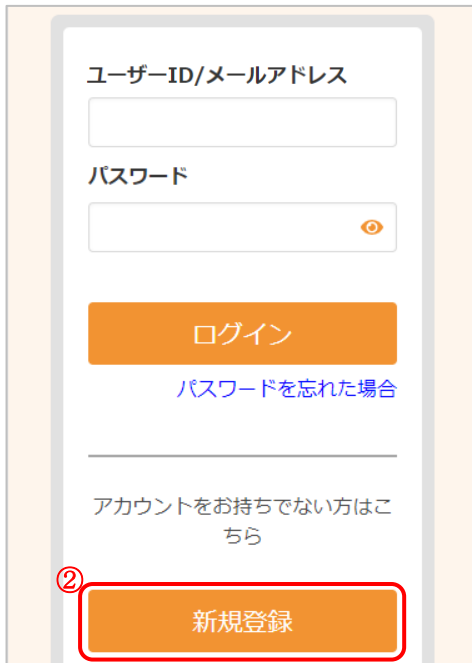 ユーザーID/メールアドレス
パスワード
ログイン
パスワードを忘れた場合
アカウントをお持ちでない方はこ
ちら
②
新規登録